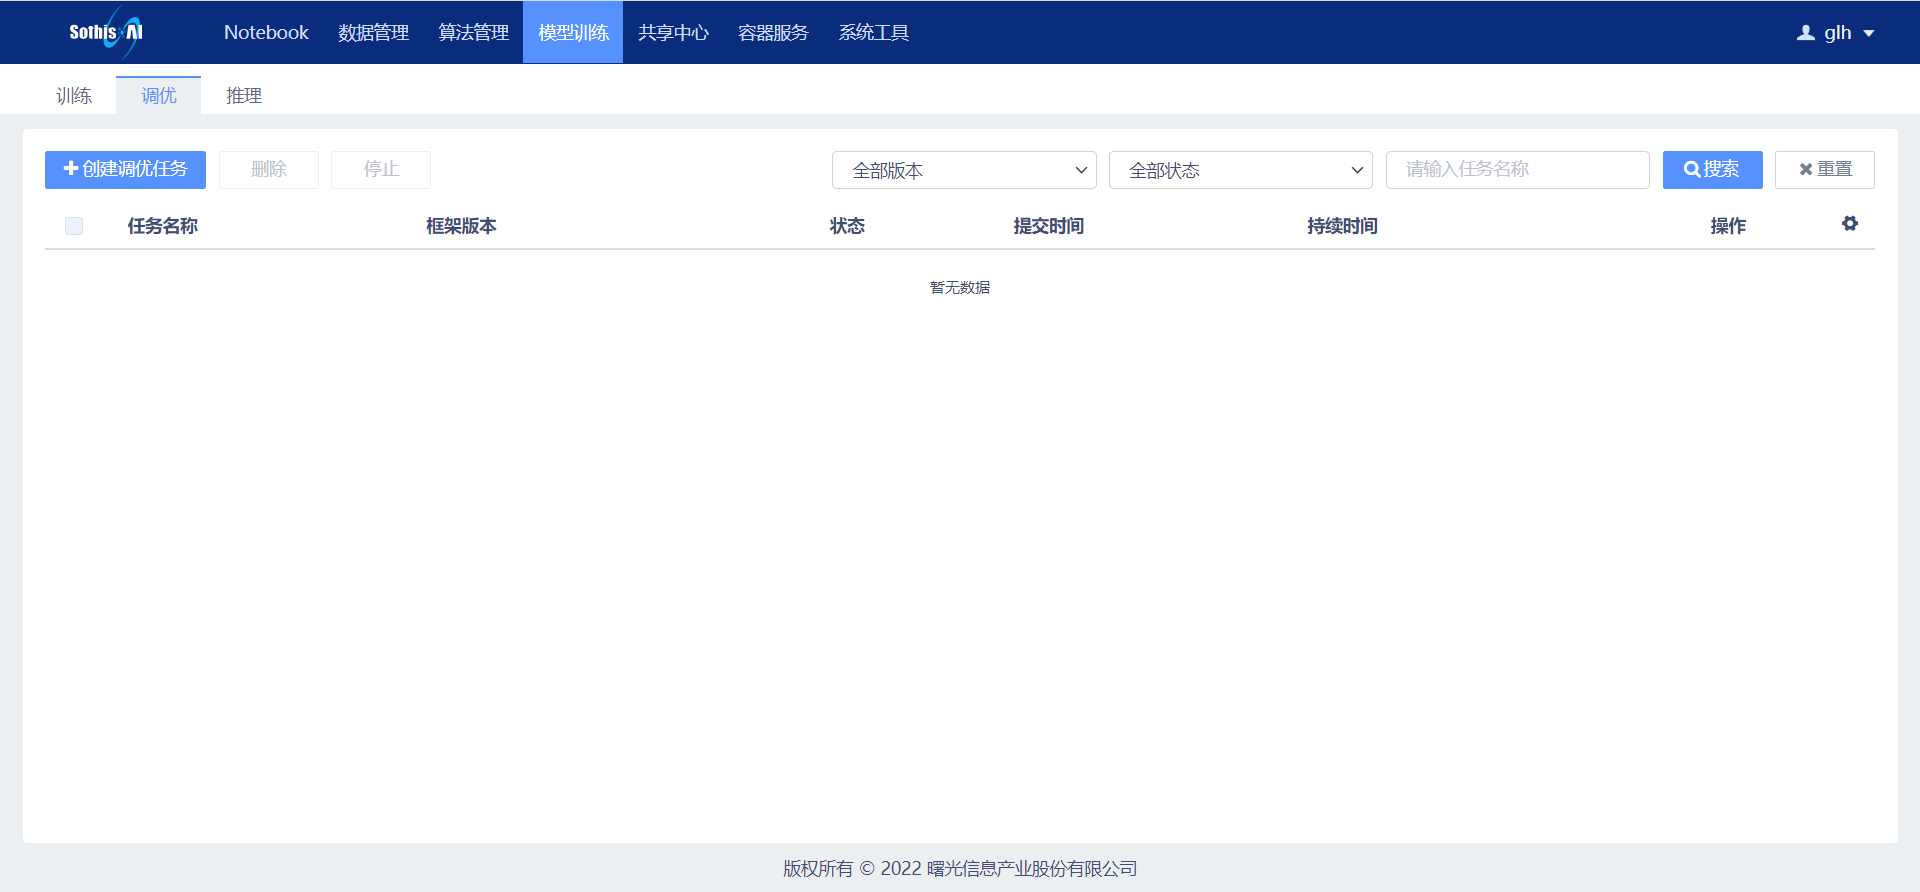 SothisAI Notebook 数据管理 算法管理 模型训练 共享中心 容器服务 系统工具 glh
训练 调优 推理
创建调优任务 删除 停止 全部版本 全部状态 请输入任务名称 搜索 重置
任务名称 框架版本 状态 提交时间 持续时间 操作
暂无数据
版权所有 © 2022 曙光信息产业股份有限公司